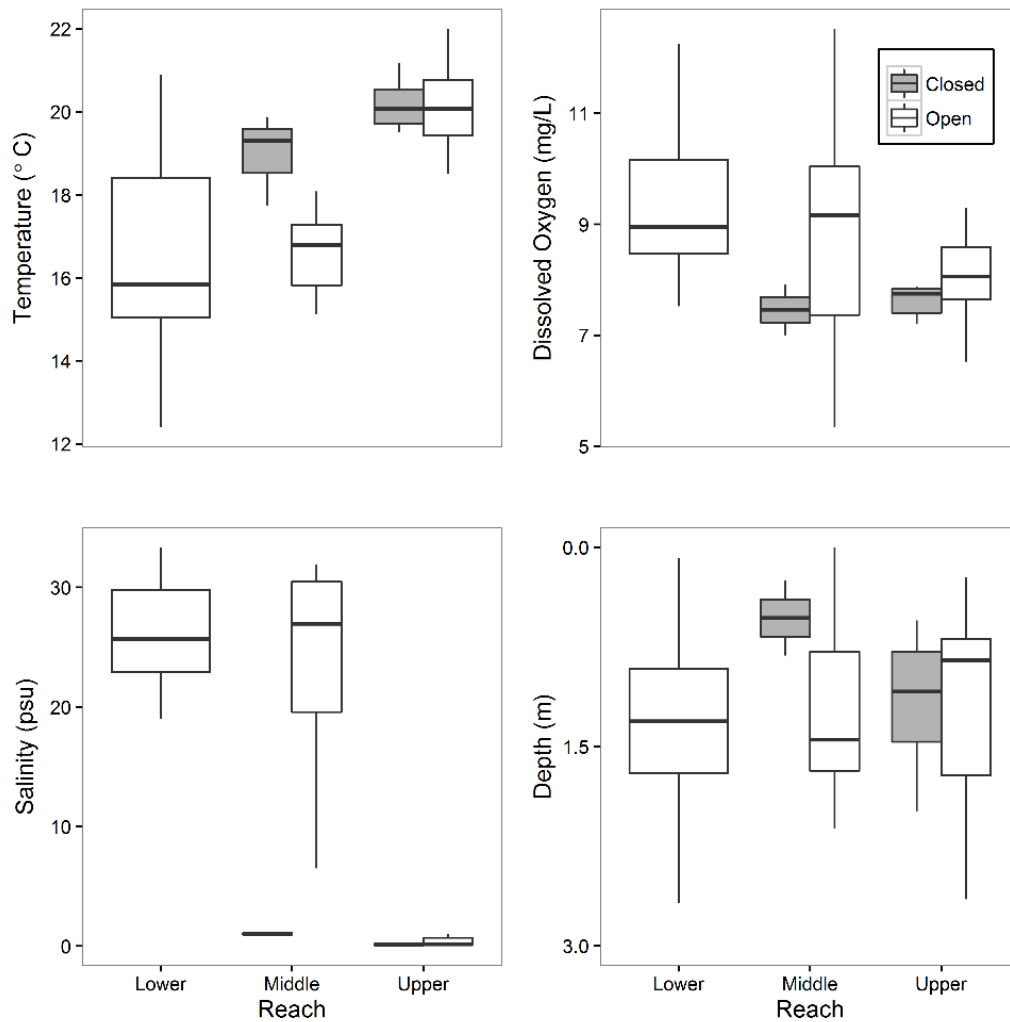 Temperature (° C)
22
20
18
16
14
12
Dissolved Oxygen (mg/L)
11
9
7
5
Closed
Open
Salinity (psu)
30
20
10
0
Lower
Middle
Upper
Reach
Depth (m)
0.0
1.5
3.0
Lower
Middle
Upper
Reach